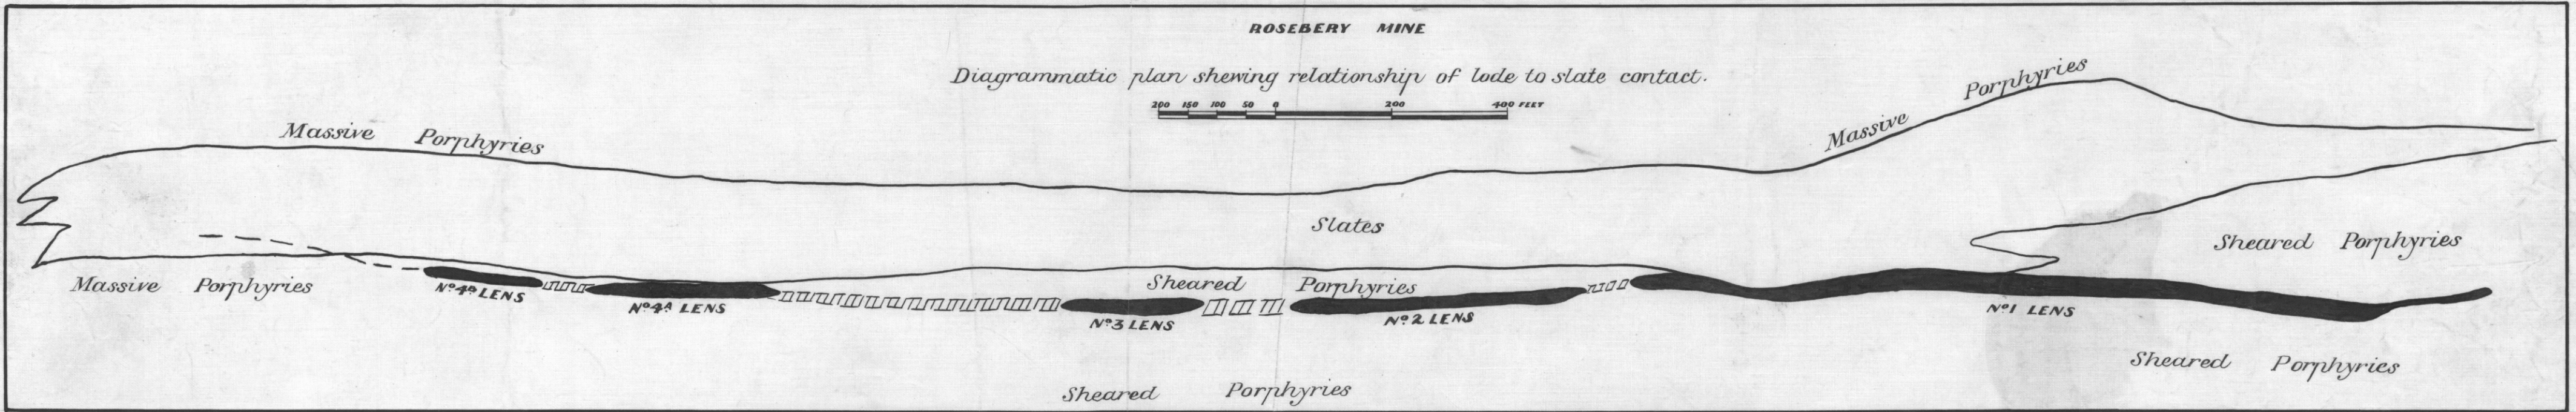 ROSEBERY MINE
Diagrammatic plan shewing relationship of lode to slate contact.
200 150 100 50 0 200 400 FEET
Massive Porphyries
Massive Porphyries
Slates
Sheared Porphyries
Massive Porphyries
Sheared Porphyries
Nº4ᴮ LENS
Nº4ᴬ LENS
Nº3 LENS
Nº2 LENS
Nº1 LENS
Sheared Porphyries
Sheared Porphyries